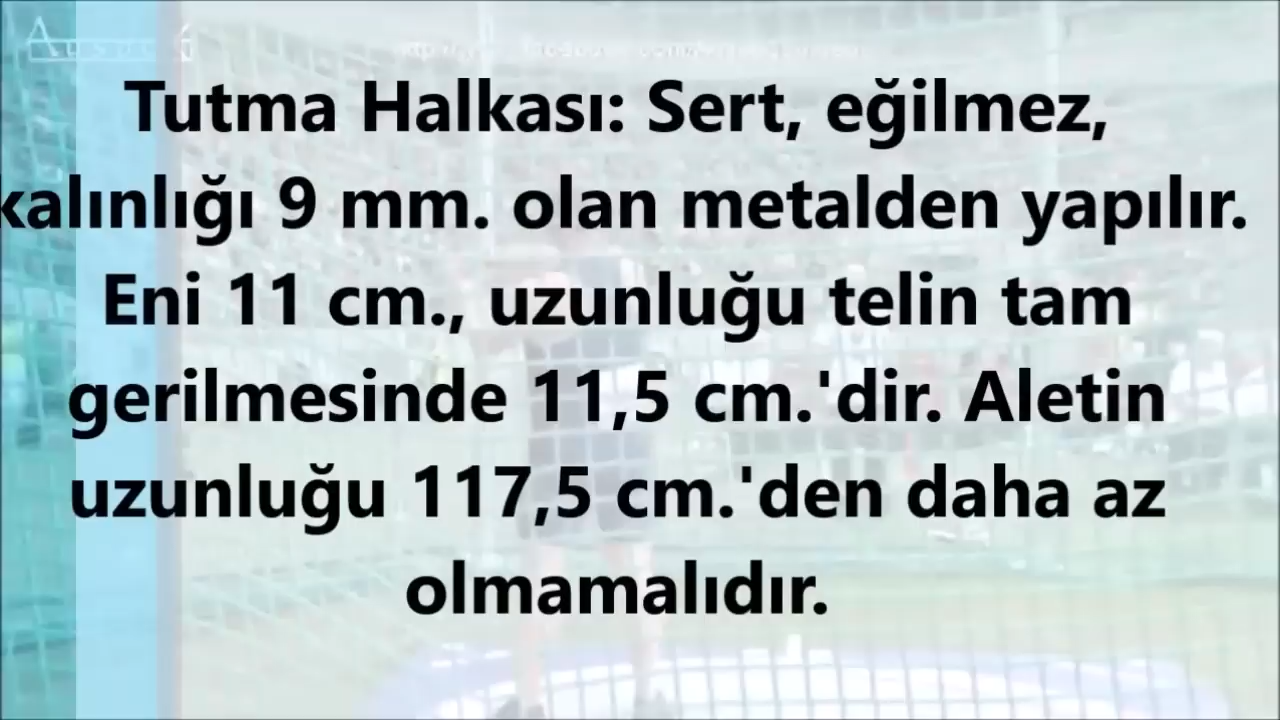 Tutma Halkası: Sert, eğilmez,
kalınlığı 9 mm. olan metalden yapılır.
Eni 11 cm., uzunluğu telin tam
gerilmesinde 11,5 cm.'dir. Aletin
uzunluğu 117,5 cm.'den daha az
olmamalıdır.